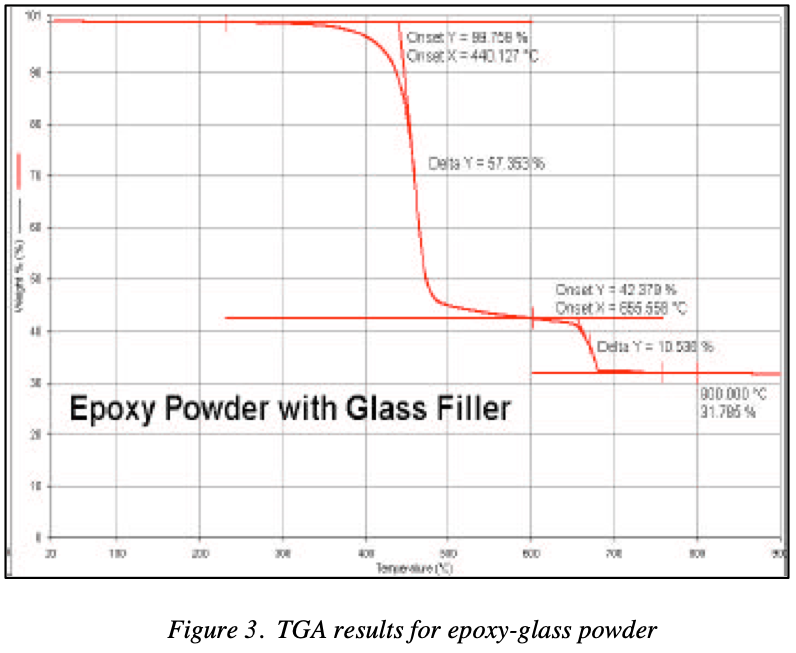 101
Onset Y = 99.759 %
Onset X = 440.127 °C
90
80
Delta Y = 57.353 %
70
60
Weight % (%)
50
Onset Y = 42.379 %
Onset X = 655.558 °C
40
Delta Y = 10.536 %
30
900.000 °C
31.785 %
Epoxy Powder with Glass Filler
20
10
0
20 100 200 300 400 500 600 700 800 900
Temperature (°C)
Figure 3. TGA results for epoxy-glass powder